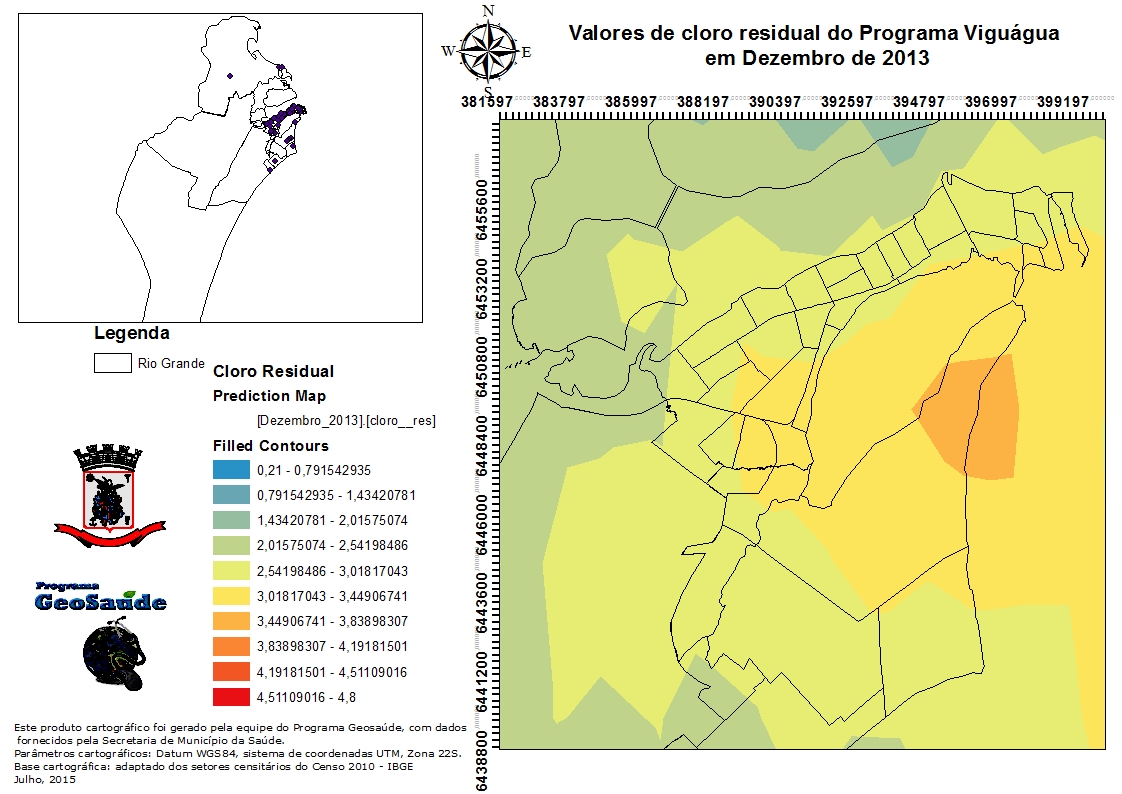 Valores de cloro residual do Programa Viguágua
em Dezembro de 2013
N
W
E
S
381597
383797
385997
388197
390397
392597
394797
396997
399197
6455600
6453200
6450800
6448400
6446000
6443600
6441200
6438800
Legenda
Rio Grande
Cloro Residual
Prediction Map
[Dezembro_2013].[cloro__res]
Filled Contours
0,21 - 0,791542935
0,791542935 - 1,43420781
1,43420781 - 2,01575074
2,01575074 - 2,54198486
2,54198486 - 3,01817043
3,01817043 - 3,44906741
3,44906741 - 3,83898307
3,83898307 - 4,19181501
4,19181501 - 4,51109016
4,51109016 - 4,8
Programa
GeoSaúde
Este produto cartográfico foi gerado pela equipe do Programa Geosaúde, com dados
fornecidos pela Secretaria de Município da Saúde.
Parâmetros cartográficos: Datum WGS84, sistema de coordenadas UTM, Zona 22S.
Base cartográfica: adaptado dos setores censitários do Censo 2010 - IBGE
Julho, 2015